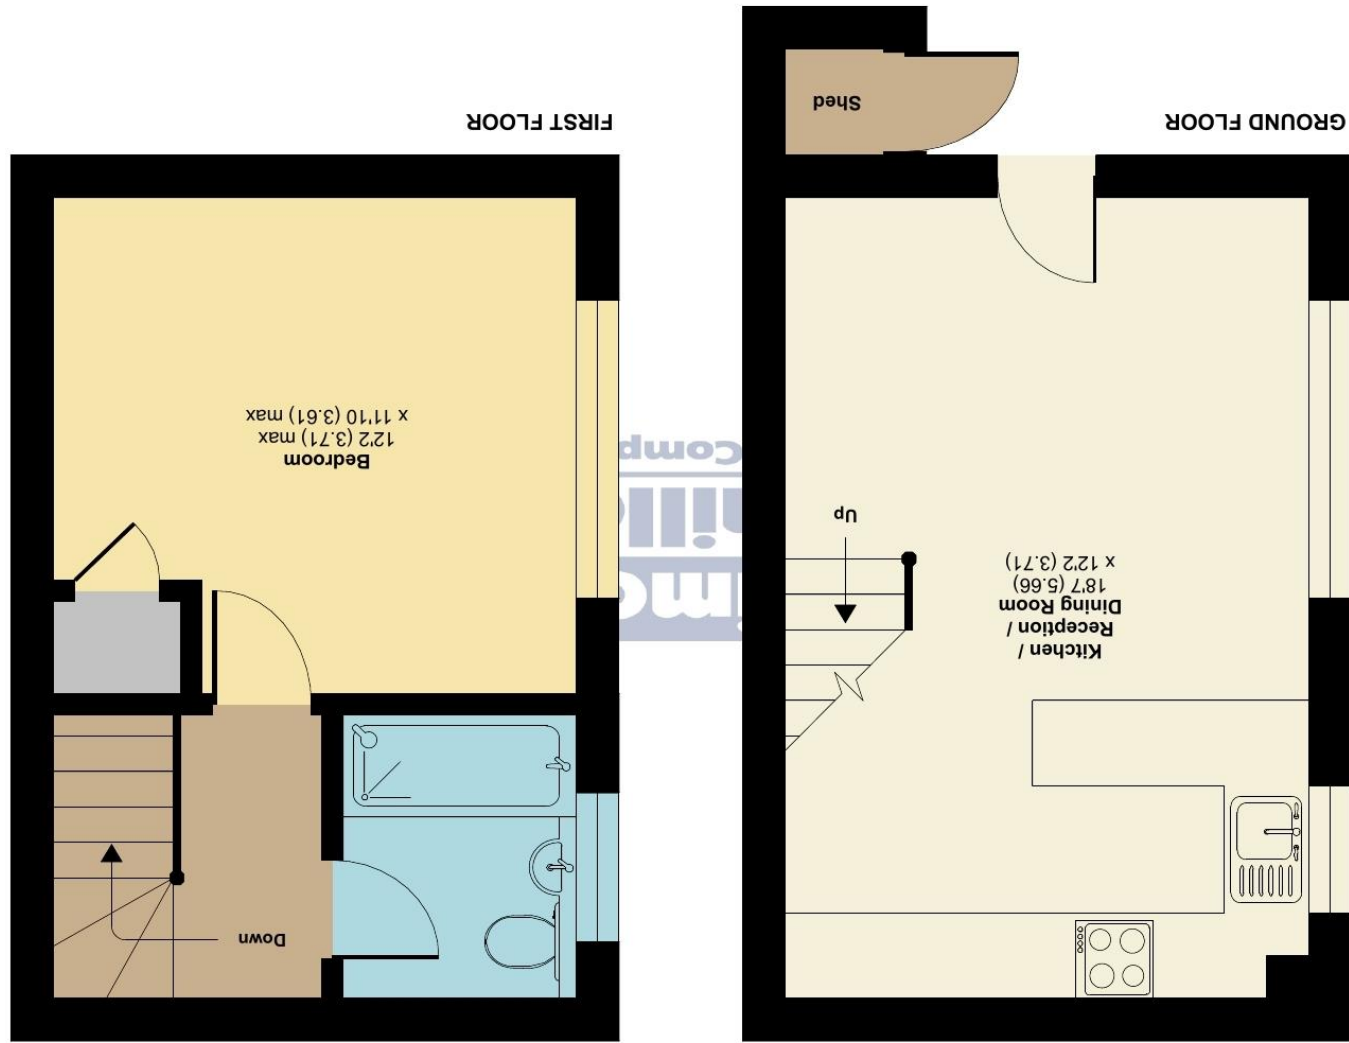 GROUND FLOOR
Shed
Up
Kitchen /
Reception /
Dining Room
18'7 (5.66)
x 12'2 (3.71)
FIRST FLOOR
Bedroom
12'2 (3.71) max
x 11'10 (3.61) max
Down